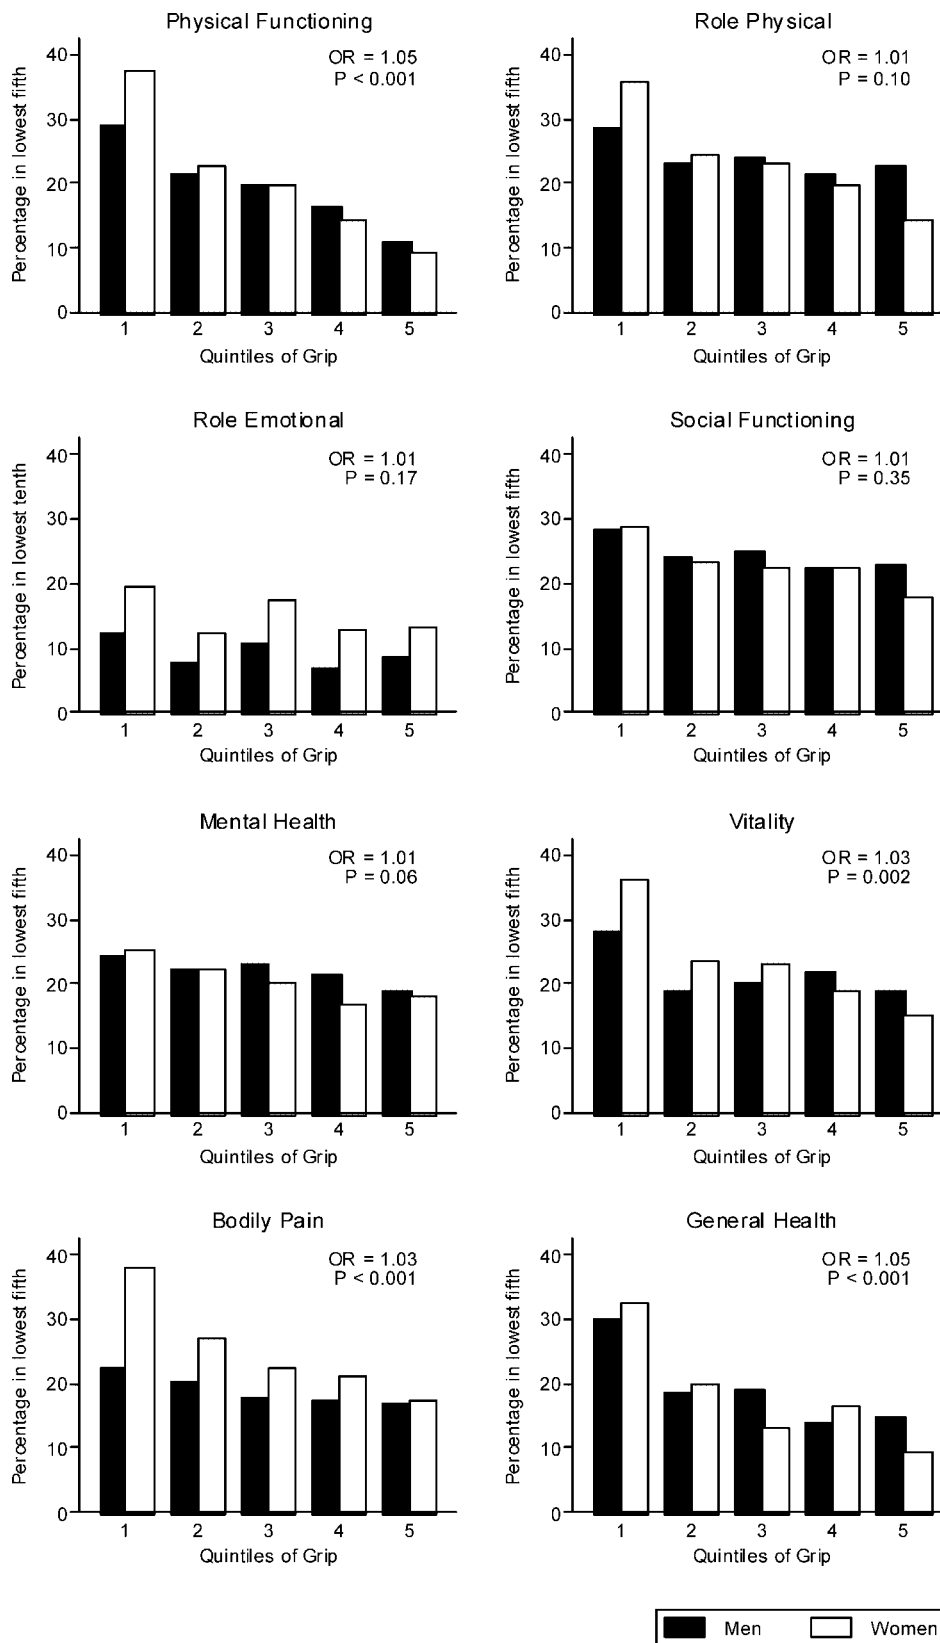 Physical Functioning
OR = 1.05
P < 0.001
Percentage in lowest fifth
40
30
20
10
0
1 2 3 4 5
Quintiles of Grip
Role Physical
OR = 1.01
P = 0.10
Percentage in lowest fifth
40
30
20
10
0
1 2 3 4 5
Quintiles of Grip
Role Emotional
OR = 1.01
P = 0.17
Percentage in lowest tenth
40
30
20
10
0
1 2 3 4 5
Quintiles of Grip
Social Functioning
OR = 1.01
P = 0.35
Percentage in lowest fifth
40
30
20
10
0
1 2 3 4 5
Quintiles of Grip
Mental Health
OR = 1.01
P = 0.06
Percentage in lowest fifth
40
30
20
10
0
1 2 3 4 5
Quintiles of Grip
Vitality
OR = 1.03
P = 0.002
Percentage in lowest fifth
40
30
20
10
0
1 2 3 4 5
Quintiles of Grip
Bodily Pain
OR = 1.03
P < 0.001
Percentage in lowest fifth
40
30
20
10
0
1 2 3 4 5
Quintiles of Grip
General Health
OR = 1.05
P < 0.001
Percentage in lowest fifth
40
30
20
10
0
1 2 3 4 5
Quintiles of Grip
Men Women